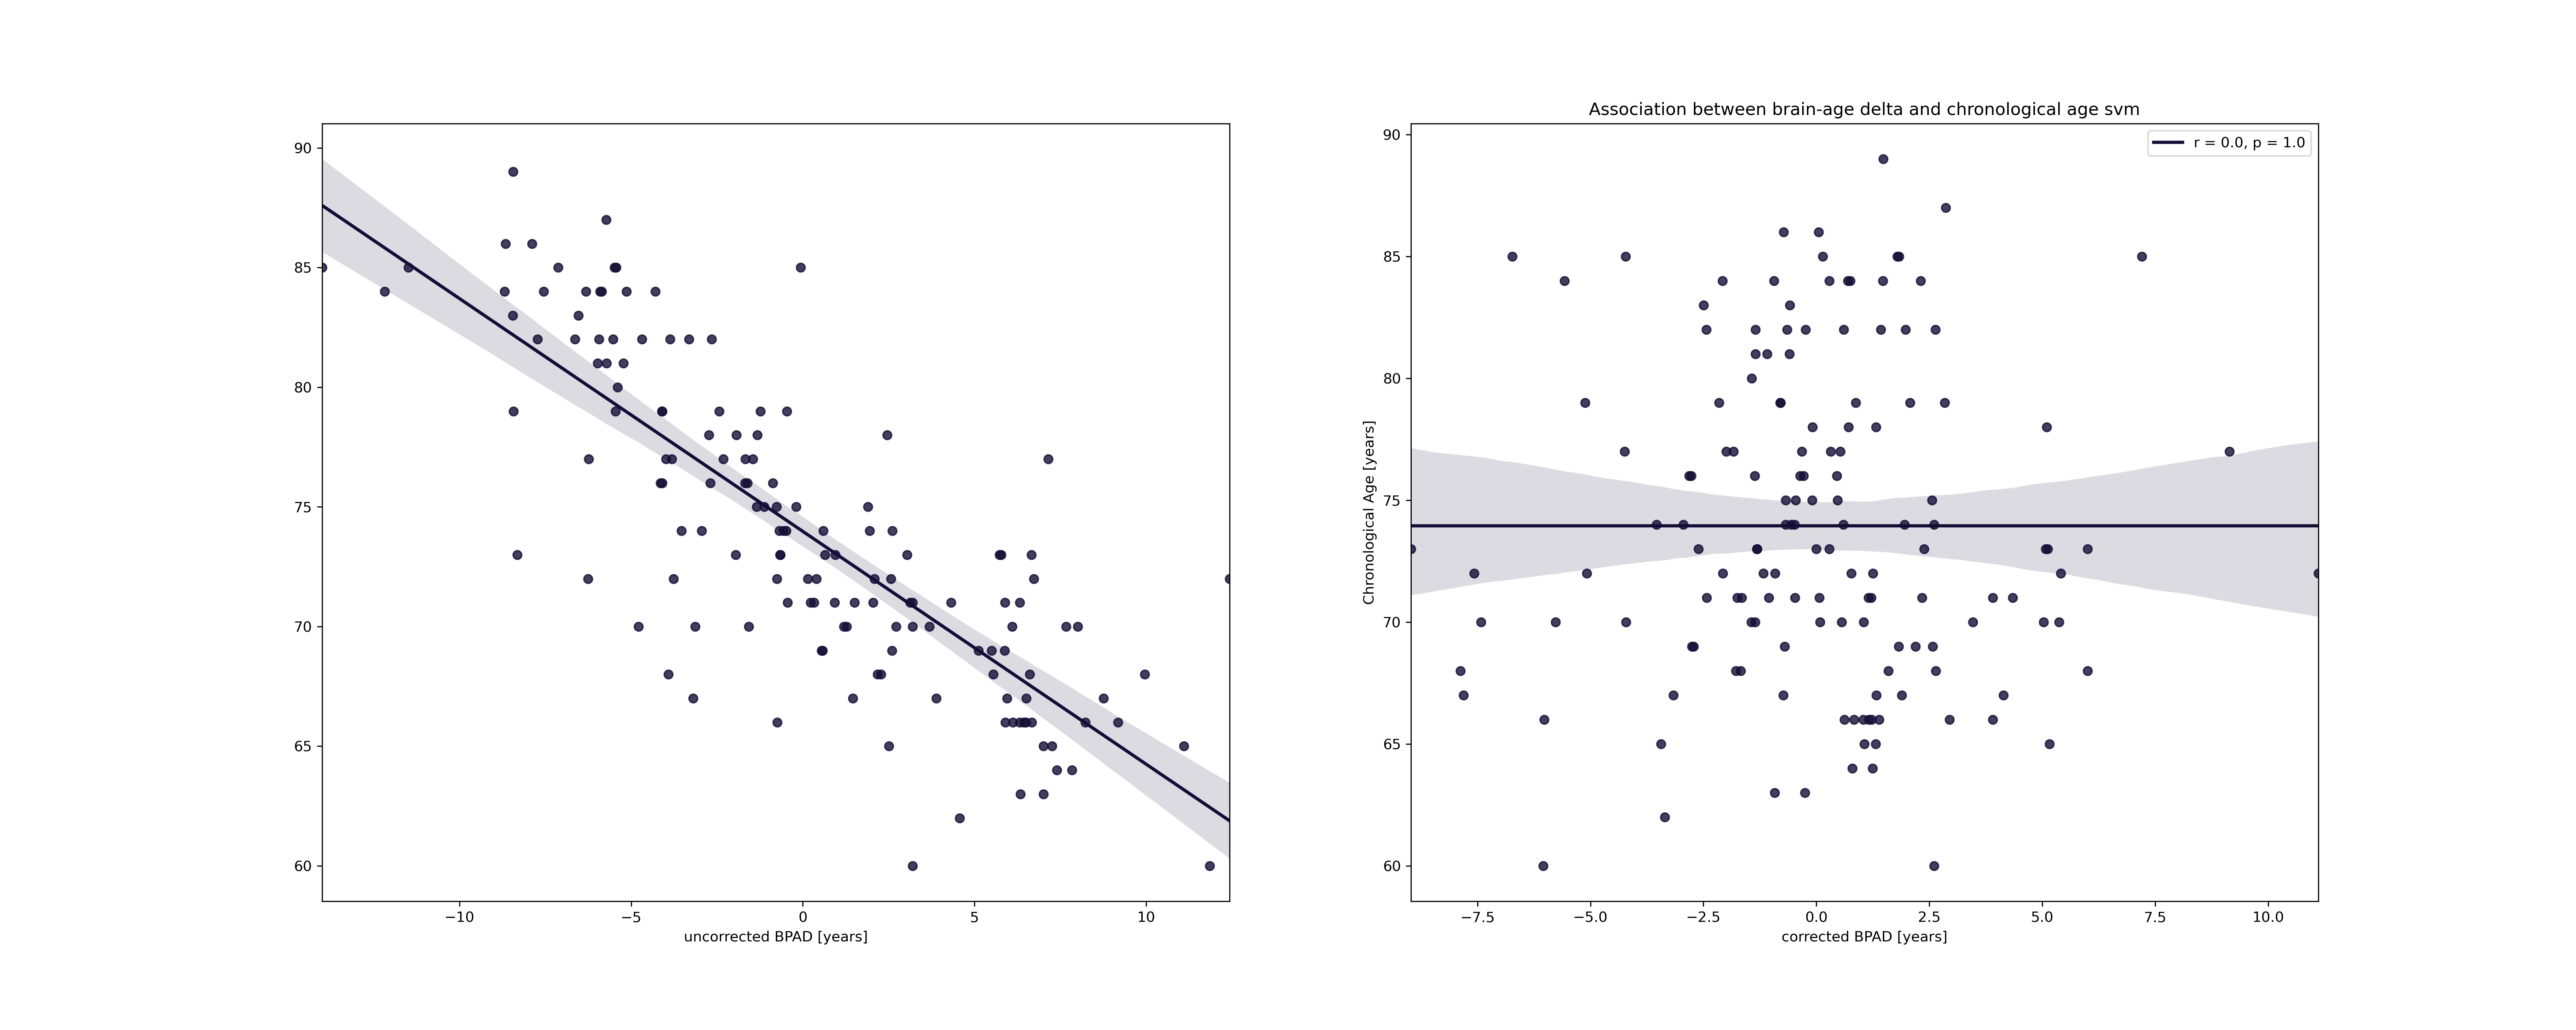 90
85
80
75
70
65
60
−10 −5 0 5 10
uncorrected BPAD [years]
Association between brain-age delta and chronological age svm
r = 0.0, p = 1.0
Chronological Age [years]
90
85
80
75
70
65
60
−7.5 −5.0 −2.5 0.0 2.5 5.0 7.5 10.0
corrected BPAD [years]